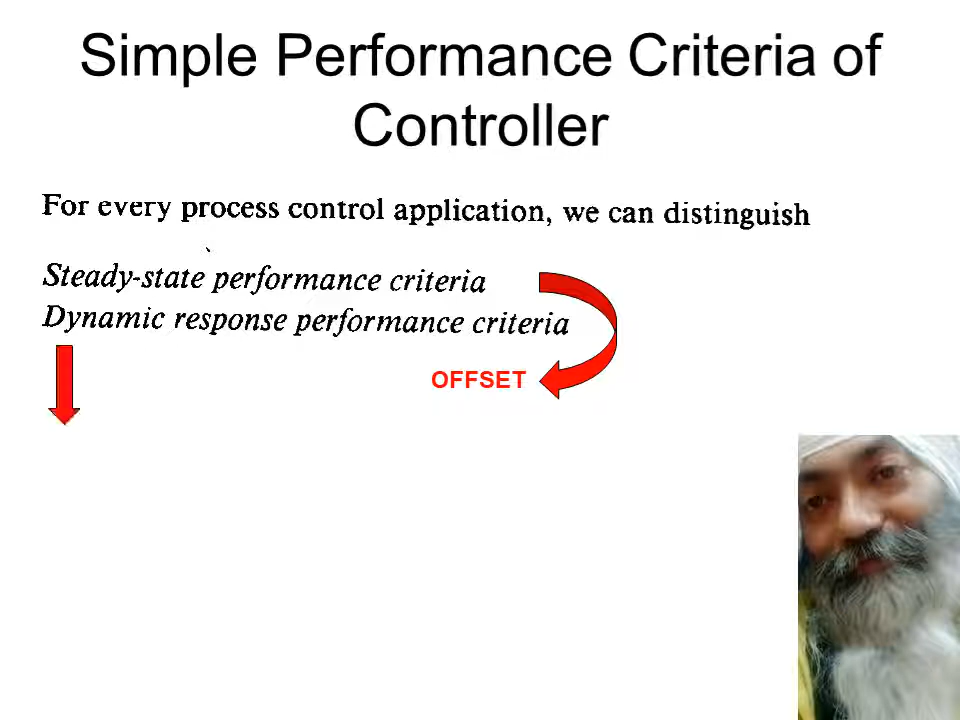 Simple Performance Criteria of
Controller
For every process control application, we can distinguish
Steady-state performance criteria
Dynamic response performance criteria
OFFSET